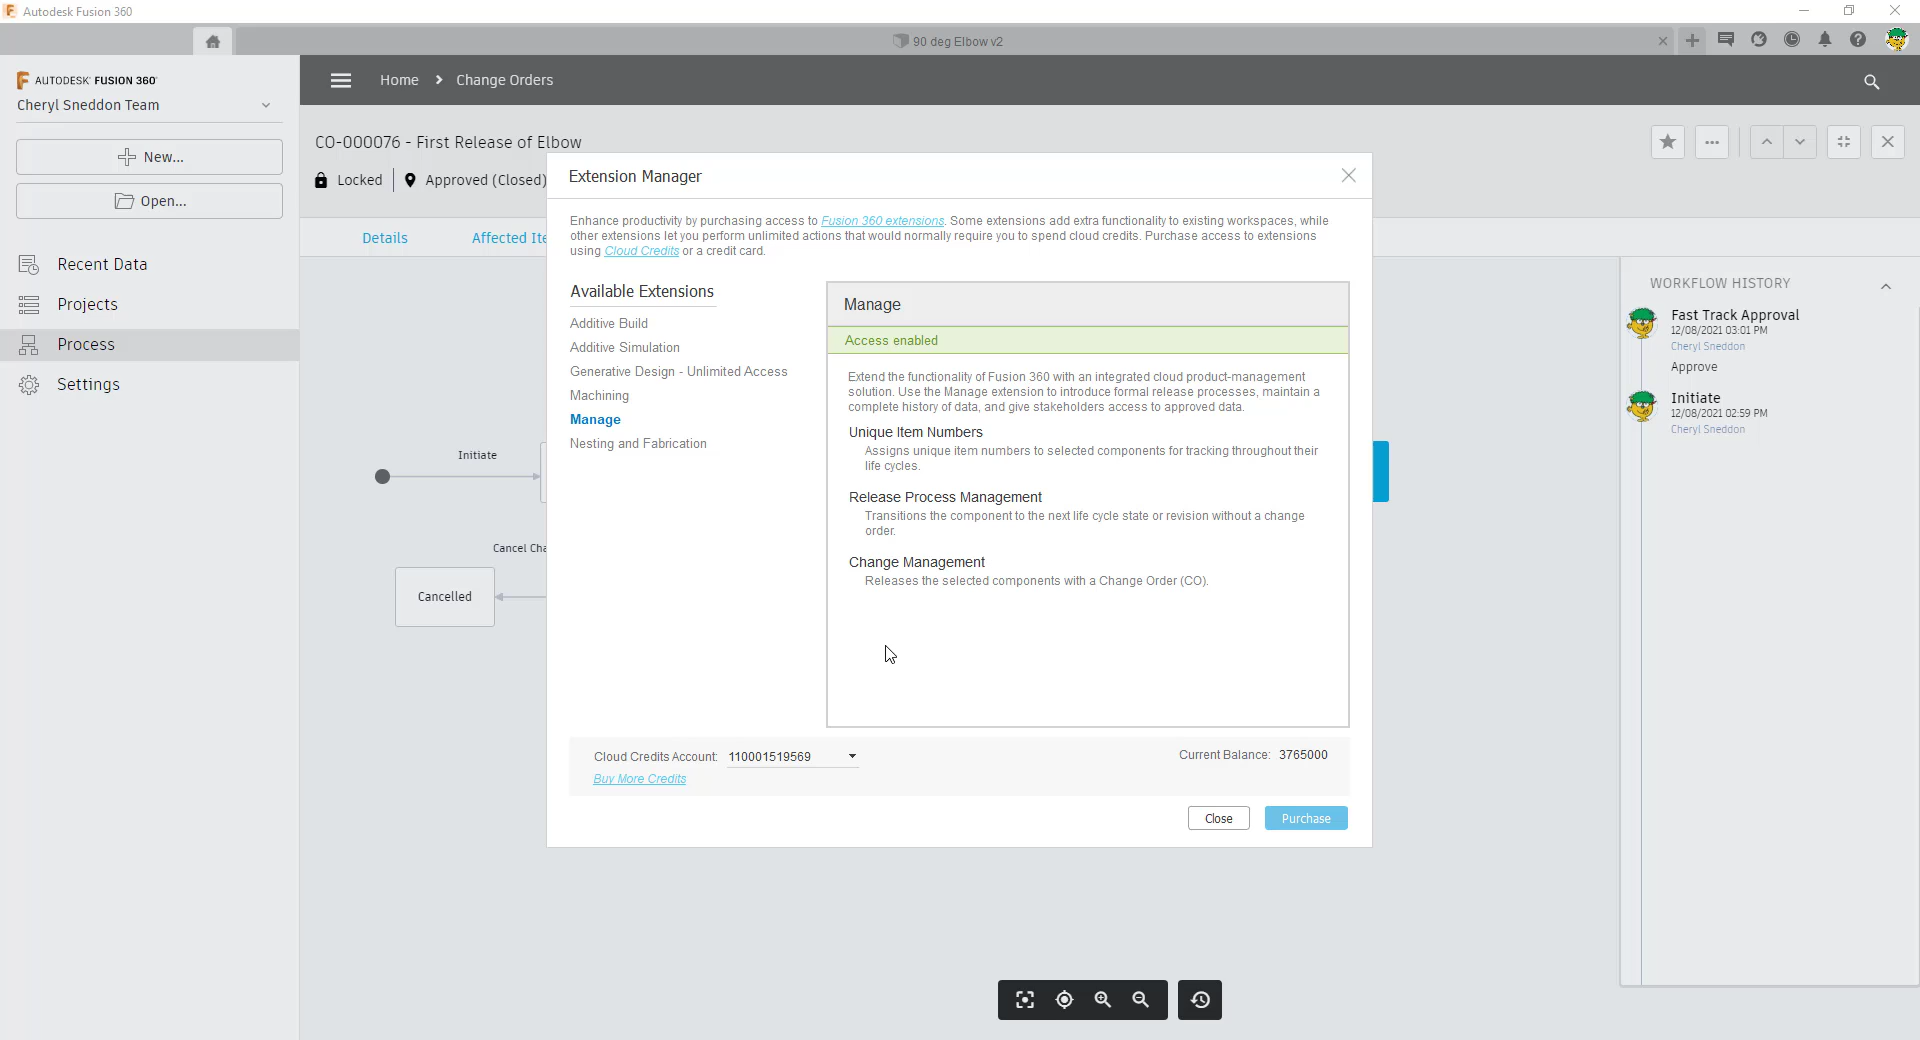 Autodesk Fusion 360
90 deg Elbow v2
AUTODESK FUSION 360
Cheryl Sneddon Team
New...
Open...
Recent Data
Projects
Process
Settings
Home > Change Orders
CO-000076 - First Release of Elbow
Locked
Approved (Closed)
Details
Affected Ite
Initiate
Cancel Cha
Cancelled
Extension Manager
Enhance productivity by purchasing access to Fusion 360 extensions. Some extensions add extra functionality to existing workspaces, while
other extensions let you perform unlimited actions that would normally require you to spend cloud credits. Purchase access to extensions
using Cloud Credits or a credit card.
Available Extensions
Additive Build
Additive Simulation
Generative Design - Unlimited Access
Machining
Manage
Nesting and Fabrication
Manage
Access enabled
Extend the functionality of Fusion 360 with an integrated cloud product-management
solution. Use the Manage extension to introduce formal release processes, maintain a
complete history of data, and give stakeholders access to approved data.
Unique Item Numbers
Assigns unique item numbers to selected components for tracking throughout their
life cycles.
Release Process Management
Transitions the component to the next life cycle state or revision without a change
order.
Change Management
Releases the selected components with a Change Order (CO).
Cloud Credits Account: 110001519569
Current Balance: 3765000
Buy More Credits
Close
Purchase
WORKFLOW HISTORY
Fast Track Approval
12/08/2021 03:01 PM
Cheryl Sneddon
Approve
Initiate
12/08/2021 02:59 PM
Cheryl Sneddon